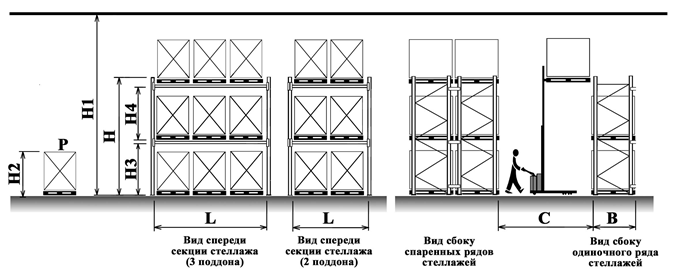 H1
H
H4
H3
H2
P
L
L
C
B
Вид спереди
секции стеллажа
(3 поддона)
Вид спереди
секции стеллажа
(2 поддона)
Вид сбоку
спаренных рядов
стеллажей
Вид сбоку
одиночного ряда
стеллажей